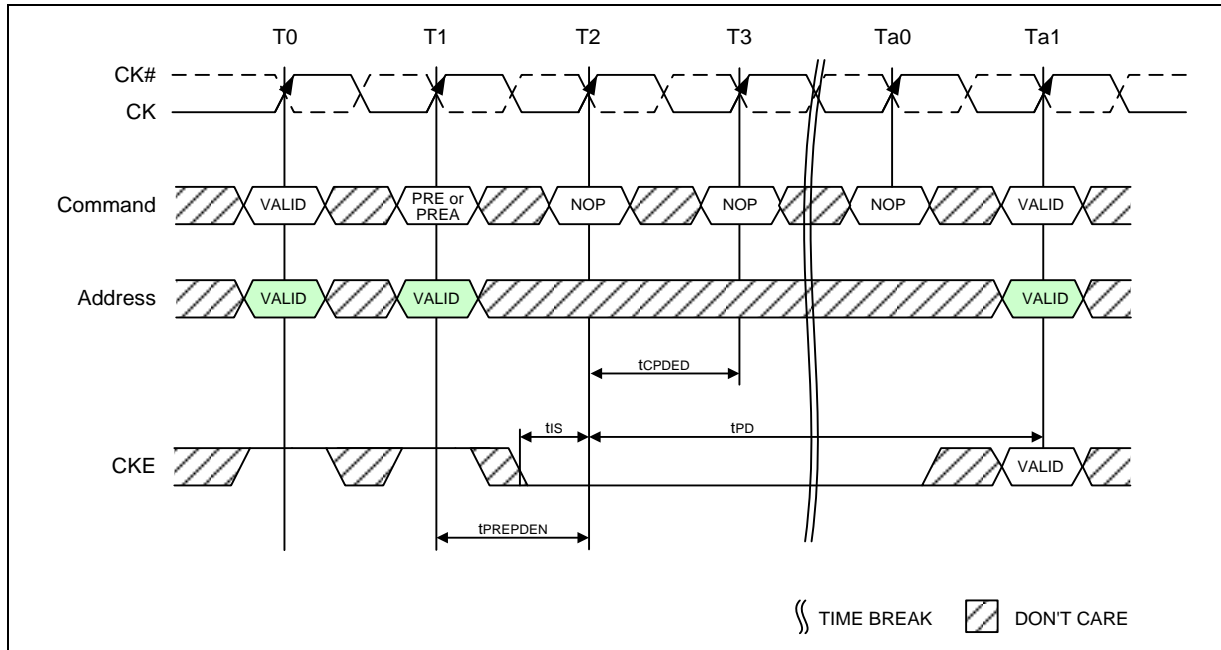 T0 T1 T2 T3 Ta0 Ta1
CK#
CK
Command VALID PRE or PREA NOP NOP NOP VALID
Address VALID VALID VALID
tCPDED
tIS tPD
CKE VALID
tPREPDEN
TIME BREAK DON'T CARE